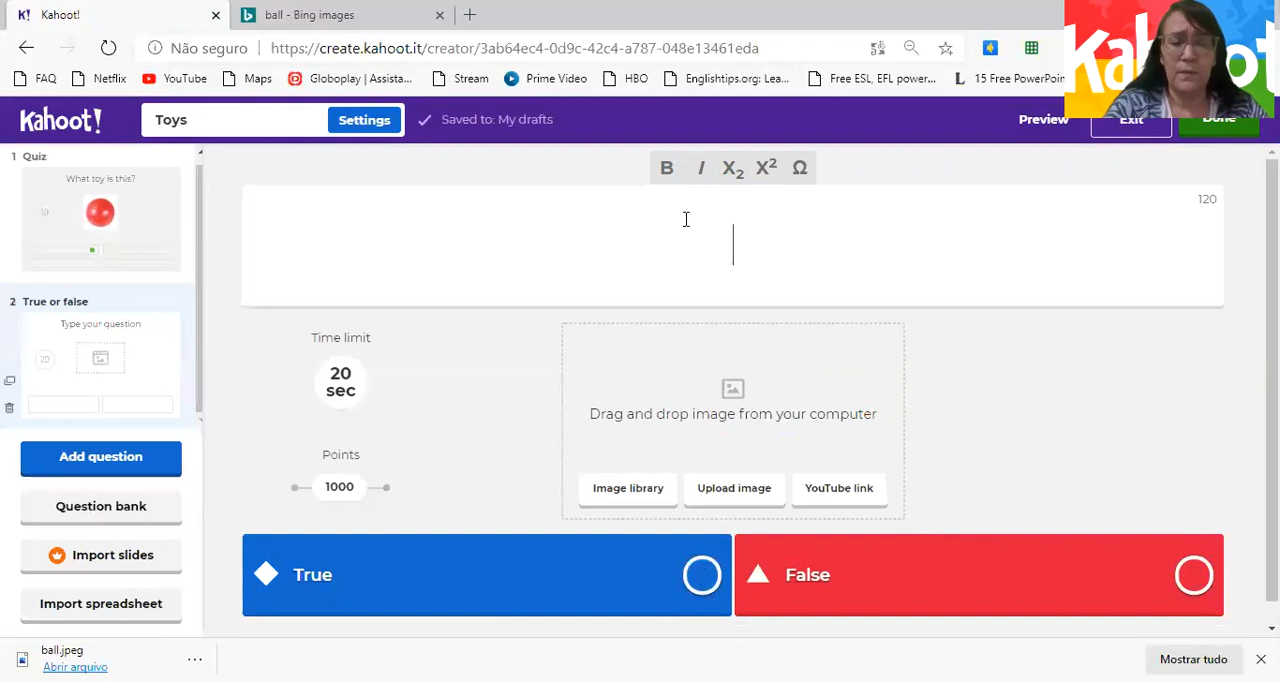 K! Kahoot!
ball - Bing images
Não seguro
https://create.kahoot.it/creator/3ab64ec4-0d9c-42c4-a787-048e13461eda
FAQ
Netflix
YouTube
Maps
Globoplay | Assista...
Stream
Prime Video
HBO
Englishtips.org: Lea...
Free ESL, EFL power...
15 Free PowerPoin
Kahoot!
Toys
Settings
Saved to: My drafts
Preview
Exit
Done
1 Quiz
What toy is this?
10
2 True or false
Type your question
20
Add question
Question bank
Import slides
Import spreadsheet
B I X2 X2 Ω
120
Time limit
20
sec
Points
1000
Drag and drop image from your computer
Image library
Upload image
YouTube link
True
False
ball.jpeg
Abrir arquivo
Mostrar tudo